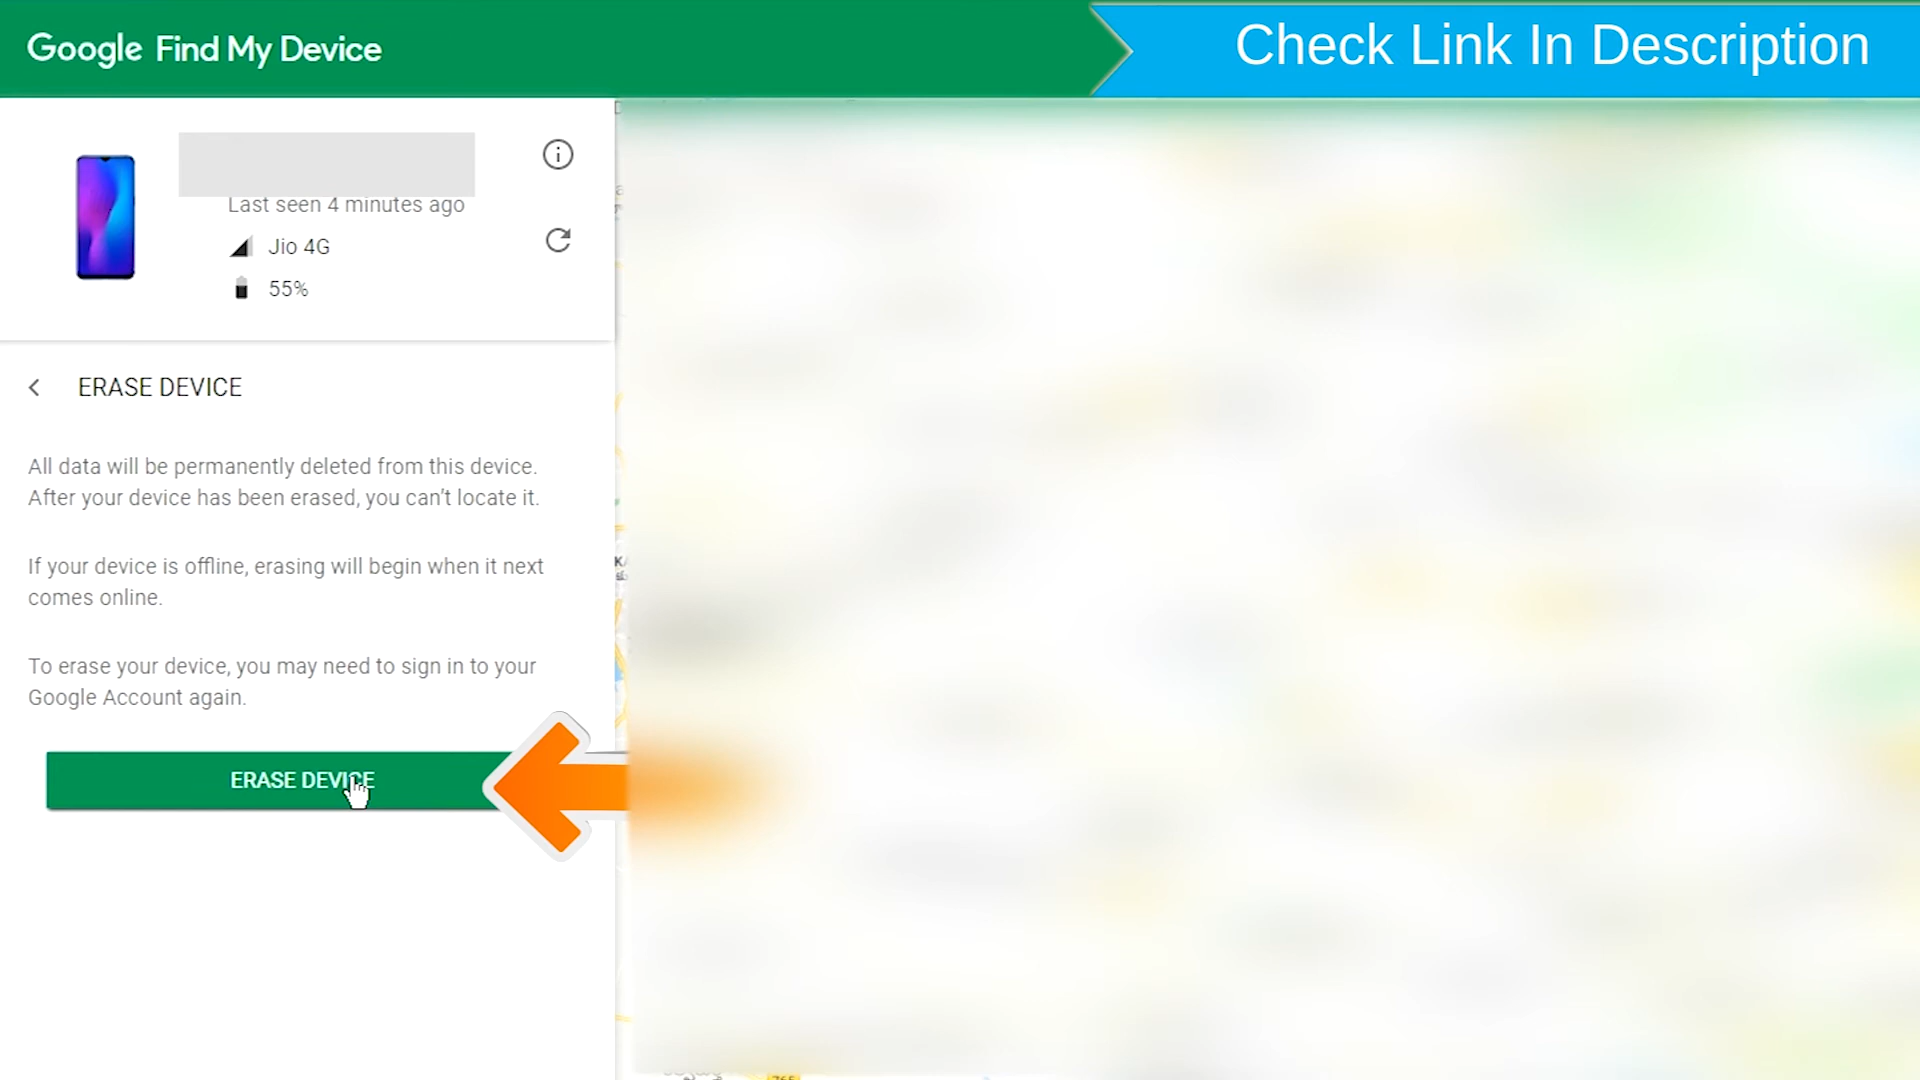 Google Find My Device
Check Link In Description
Last seen 4 minutes ago
Jio 4G
55%
ERASE DEVICE
All data will be permanently deleted from this device.
After your device has been erased, you can't locate it.
If your device is offline, erasing will begin when it next
comes online.
To erase your device, you may need to sign in to your
Google Account again.
ERASE DEVICE